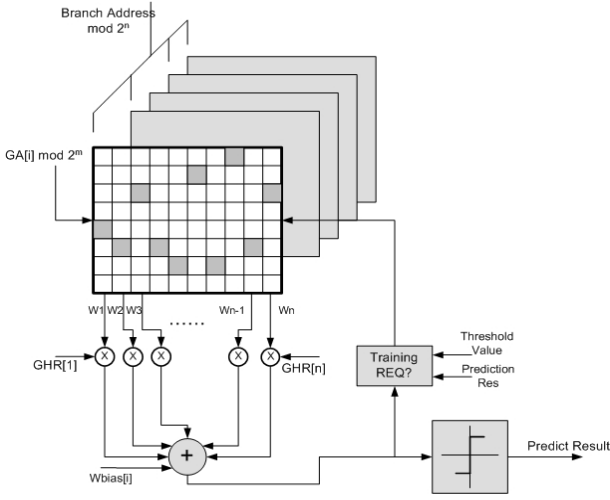 Branch Address
mod 2ⁿ
GA[i] mod 2ᵐ
W1 W2 W3 ...... Wn-1 Wn
X X X X X
GHR[1]
GHR[n]
Training
REQ?
Threshold
Value
Prediction
Res
+
Wbias[i]
Predict Result